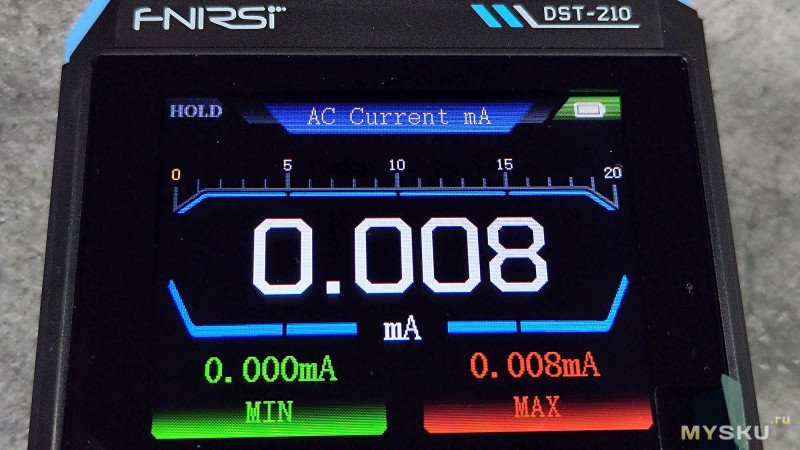 FNIRSI DST-210
HOLD AC Current mA
0 5 10 15 20
0.008
mA
0.000mA 0.008mA
MIN MAX
MYSKU.ru